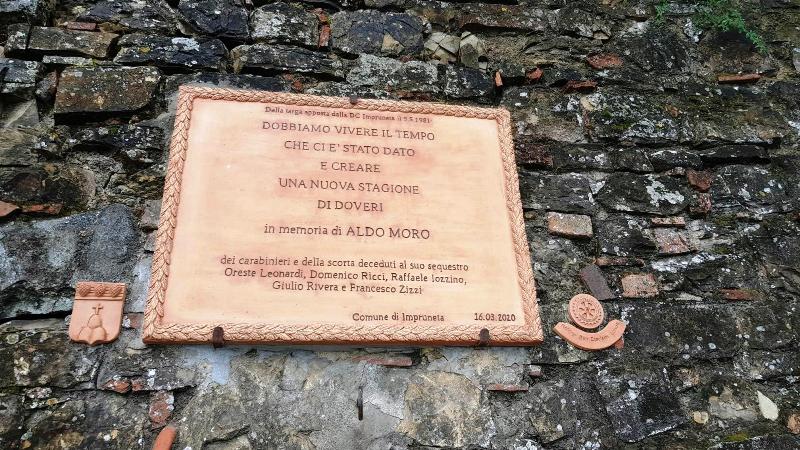 Dalla targa apposta dalla DC Impruneta il 9.5.1981
DOBBIAMO VIVERE IL TEMPO
CHE CI E' STATO DATO
E CREARE
UNA NUOVA STAGIONE
DI DOVERI
in memoria di ALDO MORO
dei carabinieri e della scorta deceduti al suo sequestro
Oreste Leonardi, Domenico Ricci, Raffaele Iozzino,
Giulio Rivera e Francesco Zizzi
Comune di Impruneta 16.03.2020